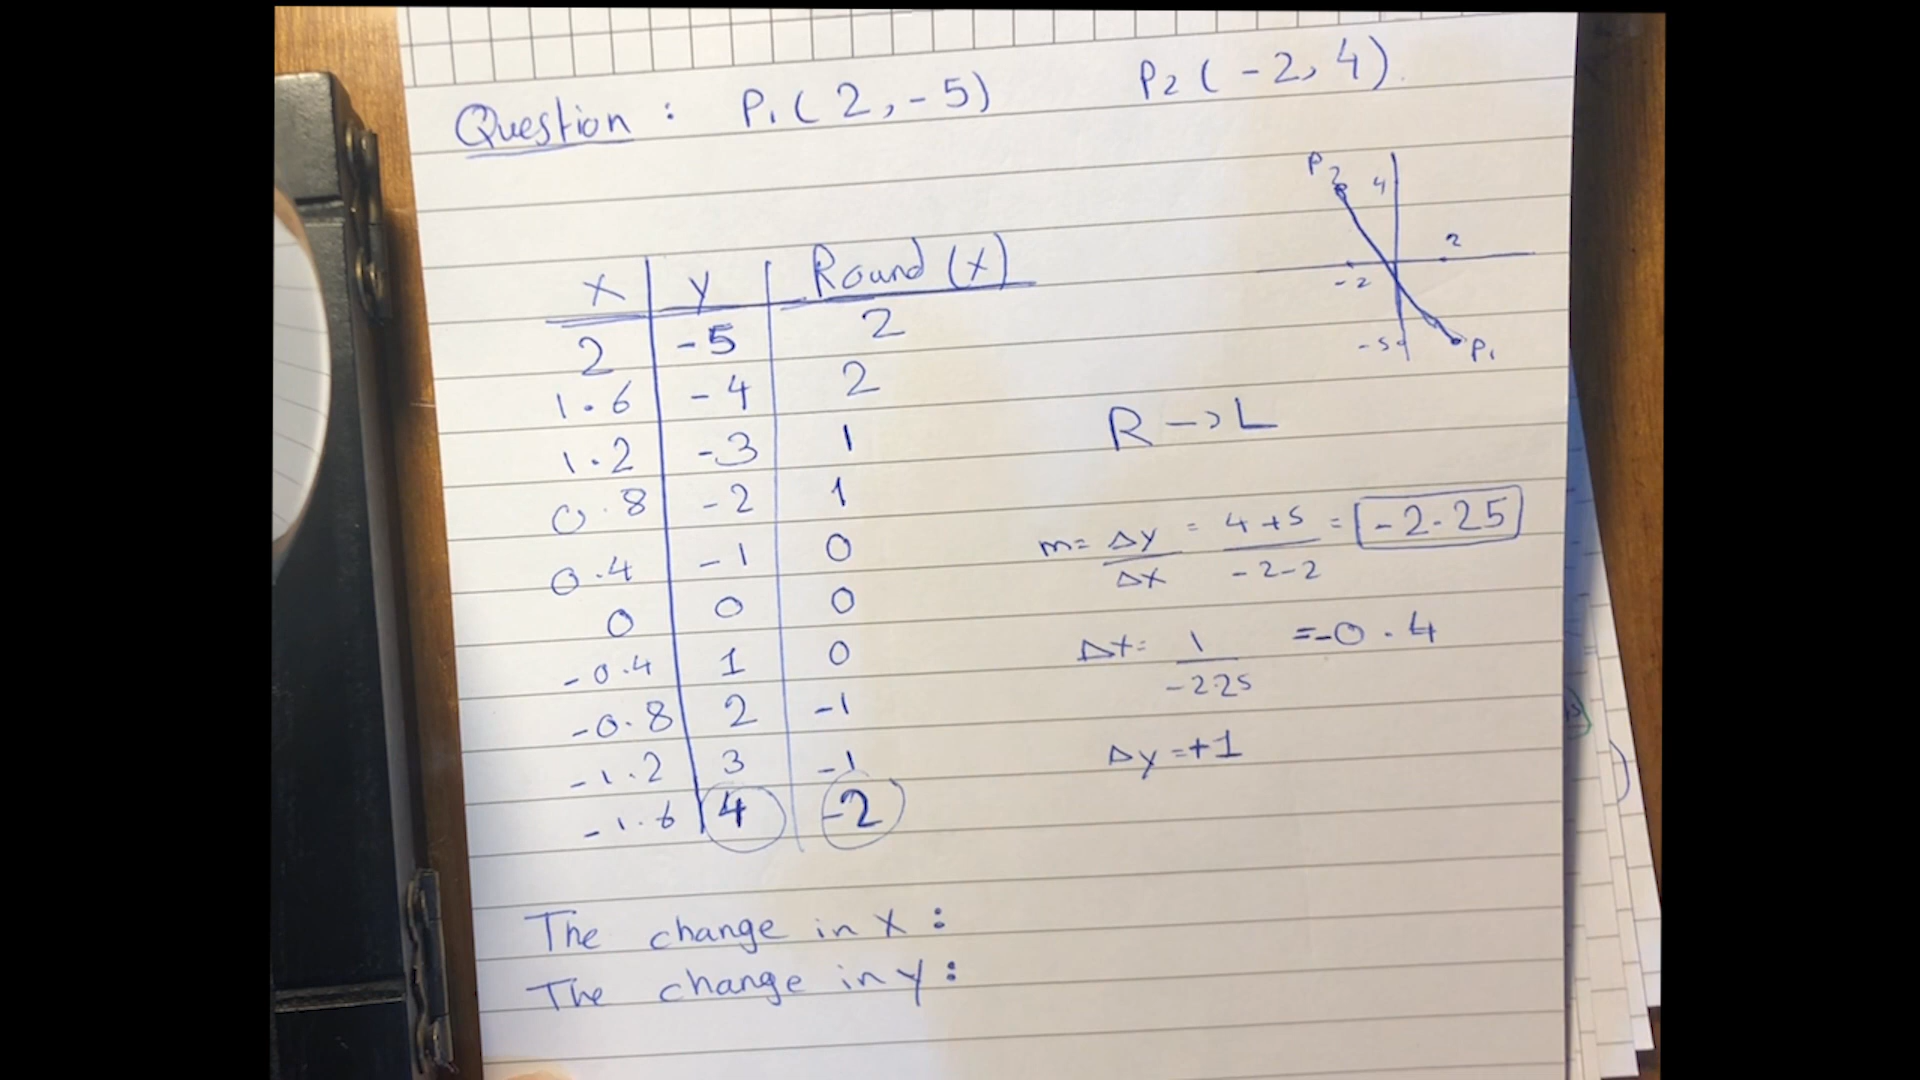 Question : P1 ( 2 , - 5 ) P2 ( - 2 , 4 ) .
x y Round (x)
2 -5 2
1.6 -4 2
1.2 -3 1
0.8 -2 1
0.4 -1 0
0 0 0
-0.4 1 0
-0.8 2 -1
-1.2 3 -1
-1.6 4 -2
P2 4
2
-2
-5 P1
R -> L
m = Δy / Δx = 4+5 / -2-2 = -2.25
Δx = 1 / -2.25 = -0.4
Δy = +1
The change in x :
The change in y :